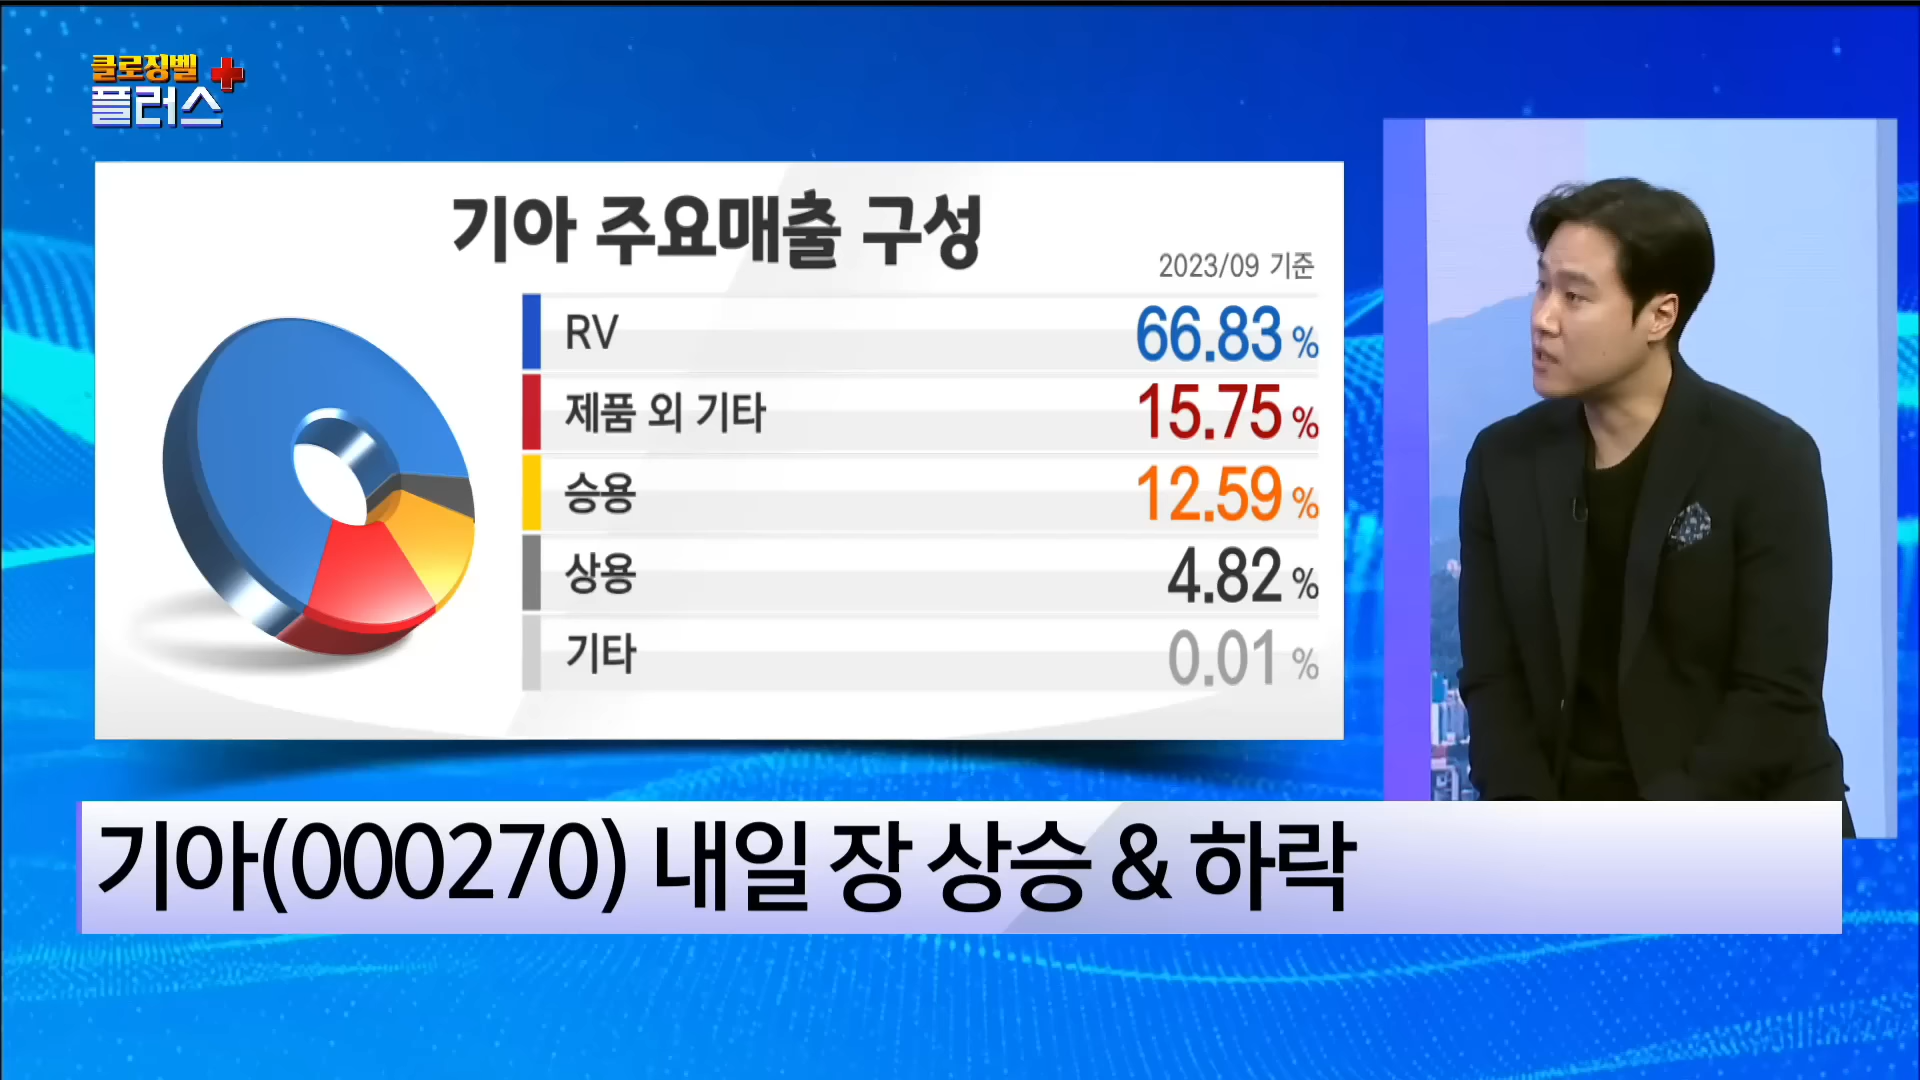 클로징벨
플러스
기아 주요매출 구성
2023/09 기준
RV 66.83 %
제품 외 기타 15.75 %
승용 12.59 %
상용 4.82 %
기타 0.01 %
기아(000270) 내일 장 상승 & 하락